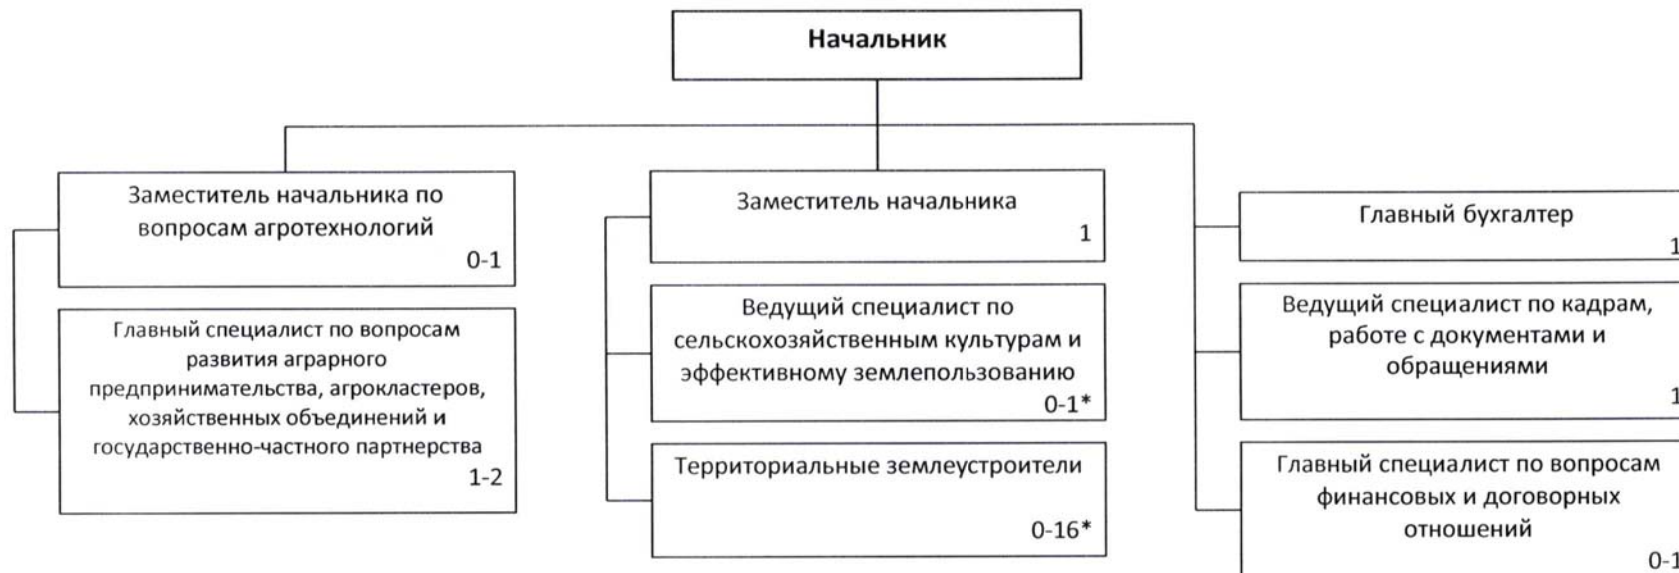 Начальник
Заместитель начальника по
вопросам агротехнологий
0-1
Главный специалист по вопросам
развития аграрного
предпринимательства, агрокластеров,
хозяйственных объединений и
государственно-частного партнерства
1-2
Заместитель начальника
1
Ведущий специалист по
сельскохозяйственным культурам и
эффективному землепользованию
0-1*
Территориальные землеустроители
0-16*
Главный бухгалтер
1
Ведущий специалист по кадрам,
работе с документами и
обращениями
1
Главный специалист по вопросам
финансовых и договорных
отношений
0-1